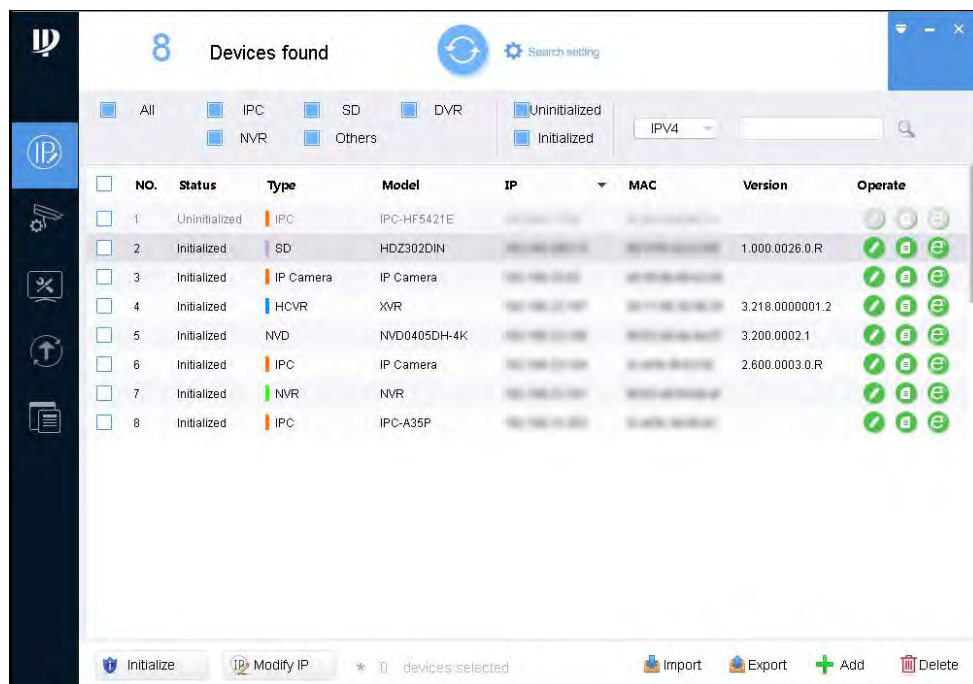 8 Devices found Search setting
All IPC SD DVR Uninitialized
NVR Others Initialized IPV4
NO. Status Type Model IP MAC Version Operate
1 Uninitialized IPC IPC-HF5421E
2 Initialized SD HDZ302DIN 1.000.0026.0.R
3 Initialized IP Camera IP Camera
4 Initialized HCVR XVR 3.218.0000001.2
5 Initialized NVD NVD0405DH-4K 3.200.0002.1
6 Initialized IPC IP Camera 2.600.0003.0.R
7 Initialized NVR NVR
8 Initialized IPC IPC-A35P
Initialize Modify IP * 0 devices selected Import Export Add Delete